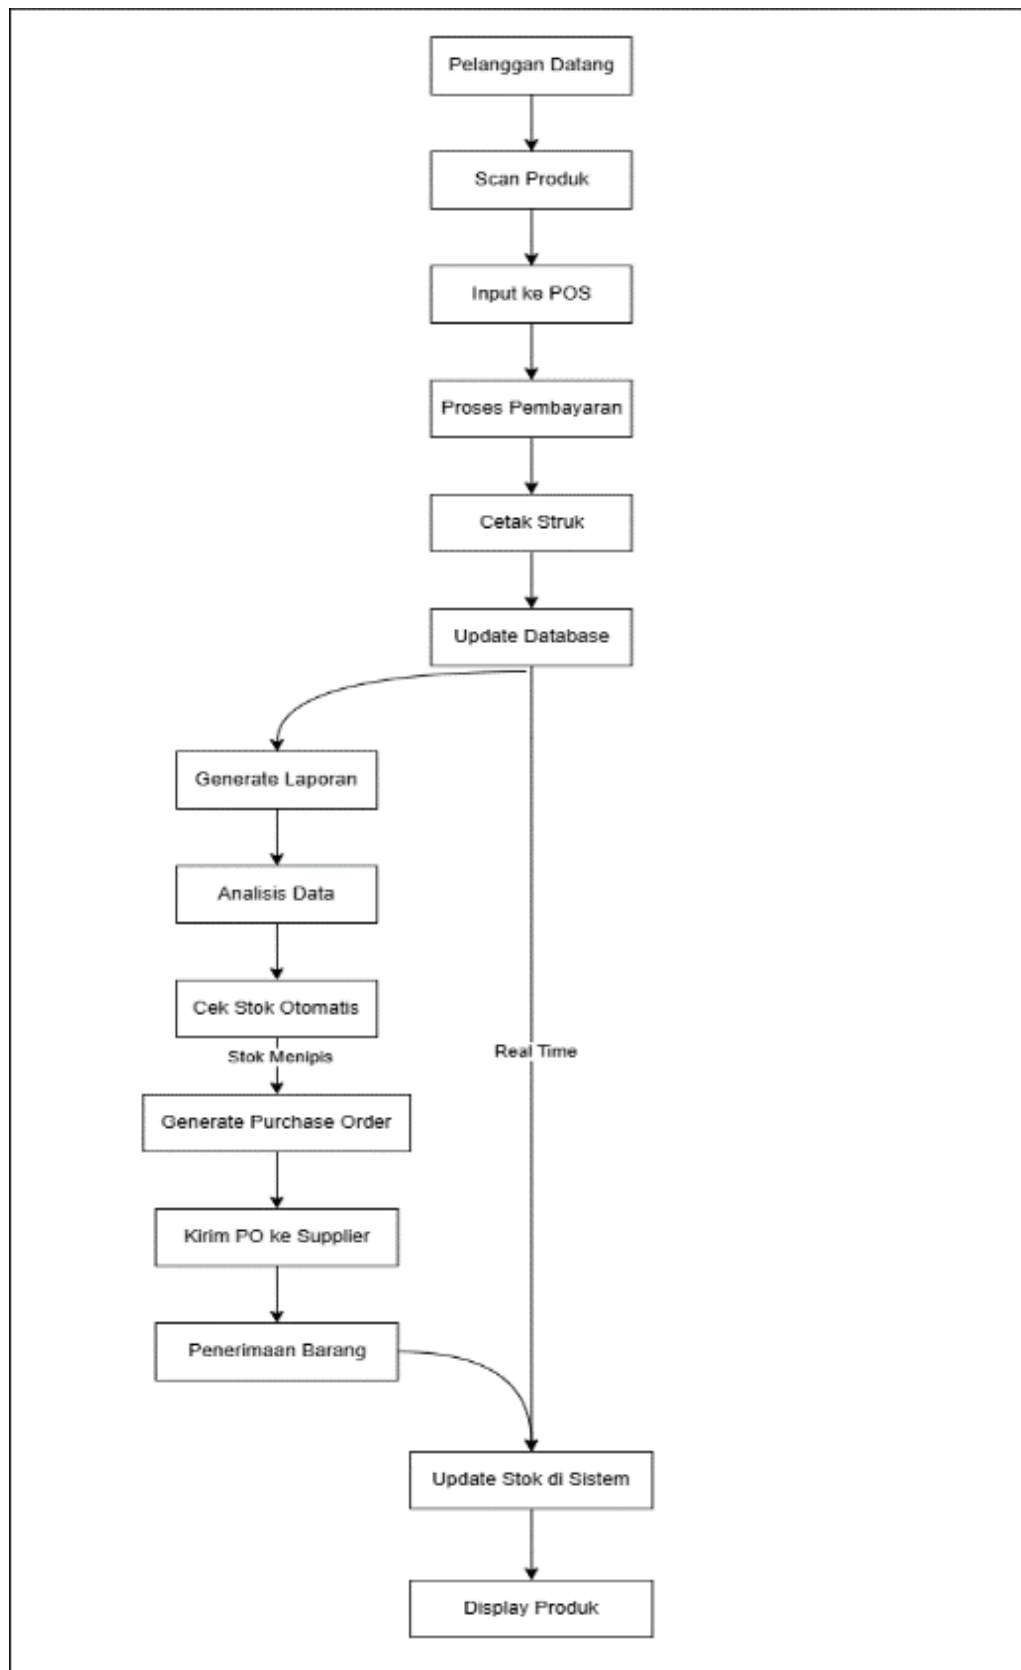 Pelanggan Datang
Scan Produk
Input ke POS
Proses Pembayaran
Cetak Struk
Update Database
Generate Laporan
Analisis Data
Cek Stok Otomatis
Stok Menipis
Real Time
Generate Purchase Order
Kirim PO ke Supplier
Penerimaan Barang
Update Stok di Sistem
Display Produk